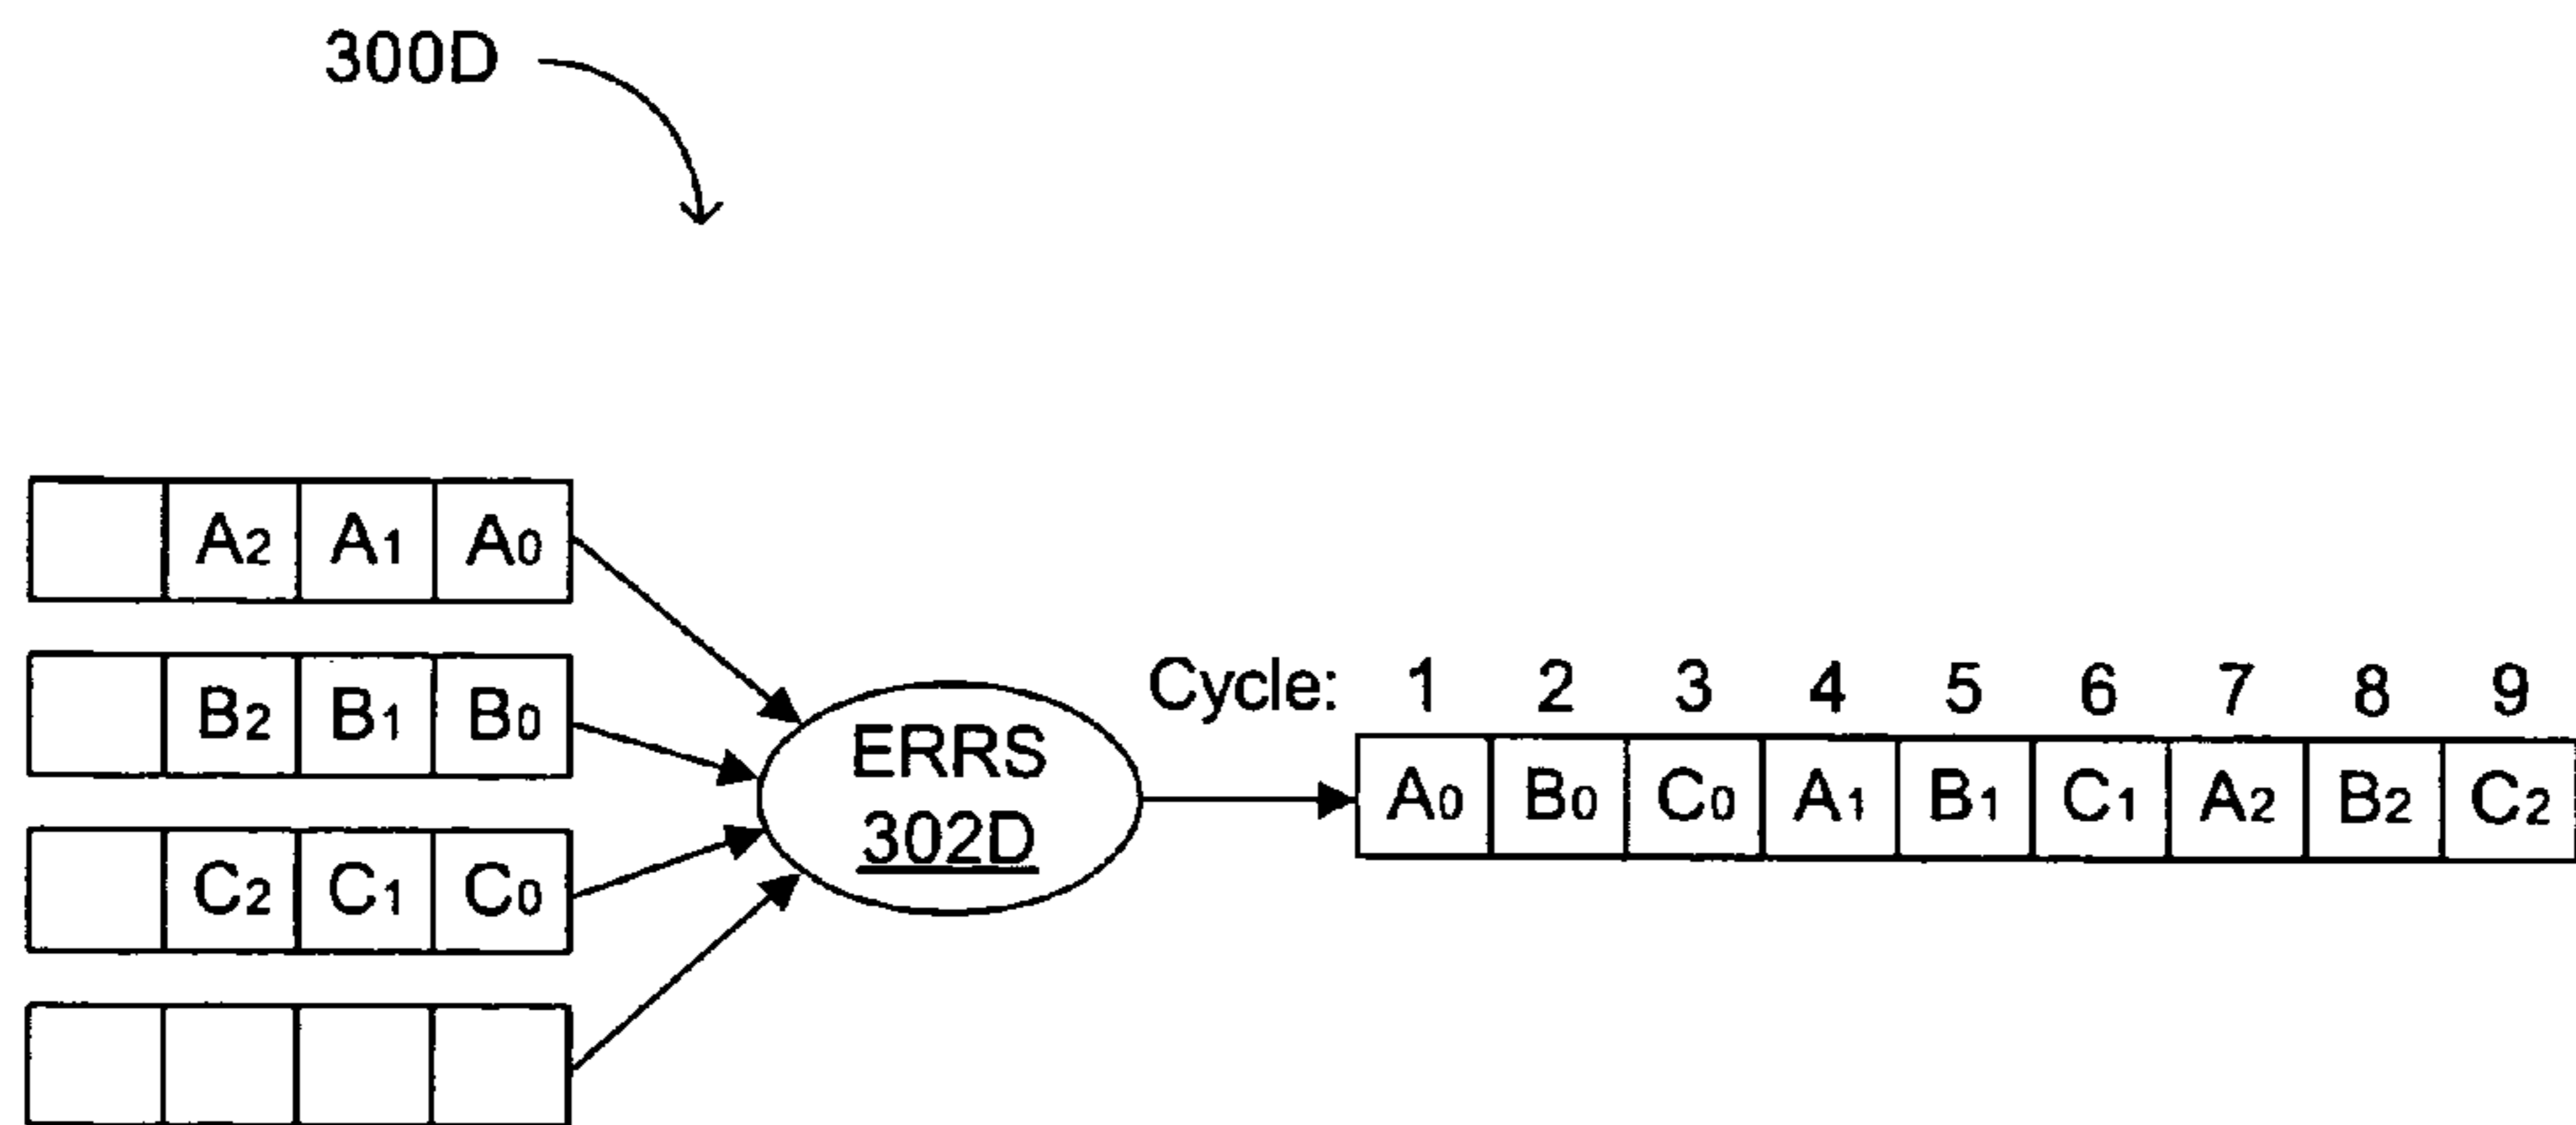 300D
A2 A1 A0
B2 B1 B0
C2 C1 C0
ERRS
302D
Cycle: 1 2 3 4 5 6 7 8 9
A0 B0 C0 A1 B1 C1 A2 B2 C2